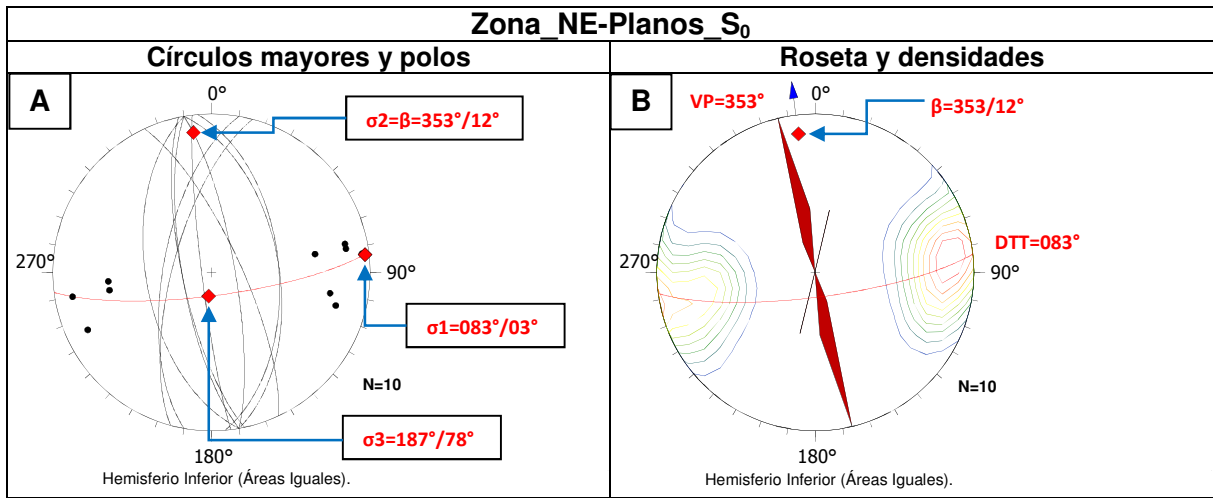 Zona_NE-Planos_S₀
Círculos mayores y polos
Roseta y densidades
A
0°
σ2=β=353°/12°
270°
90°
σ1=083°/03°
N=10
σ3=187°/78°
180°
Hemisferio Inferior (Áreas Iguales).
B
VP=353°
0°
β=353/12°
DTT=083°
270°
90°
N=10
180°
Hemisferio Inferior (Áreas Iguales).